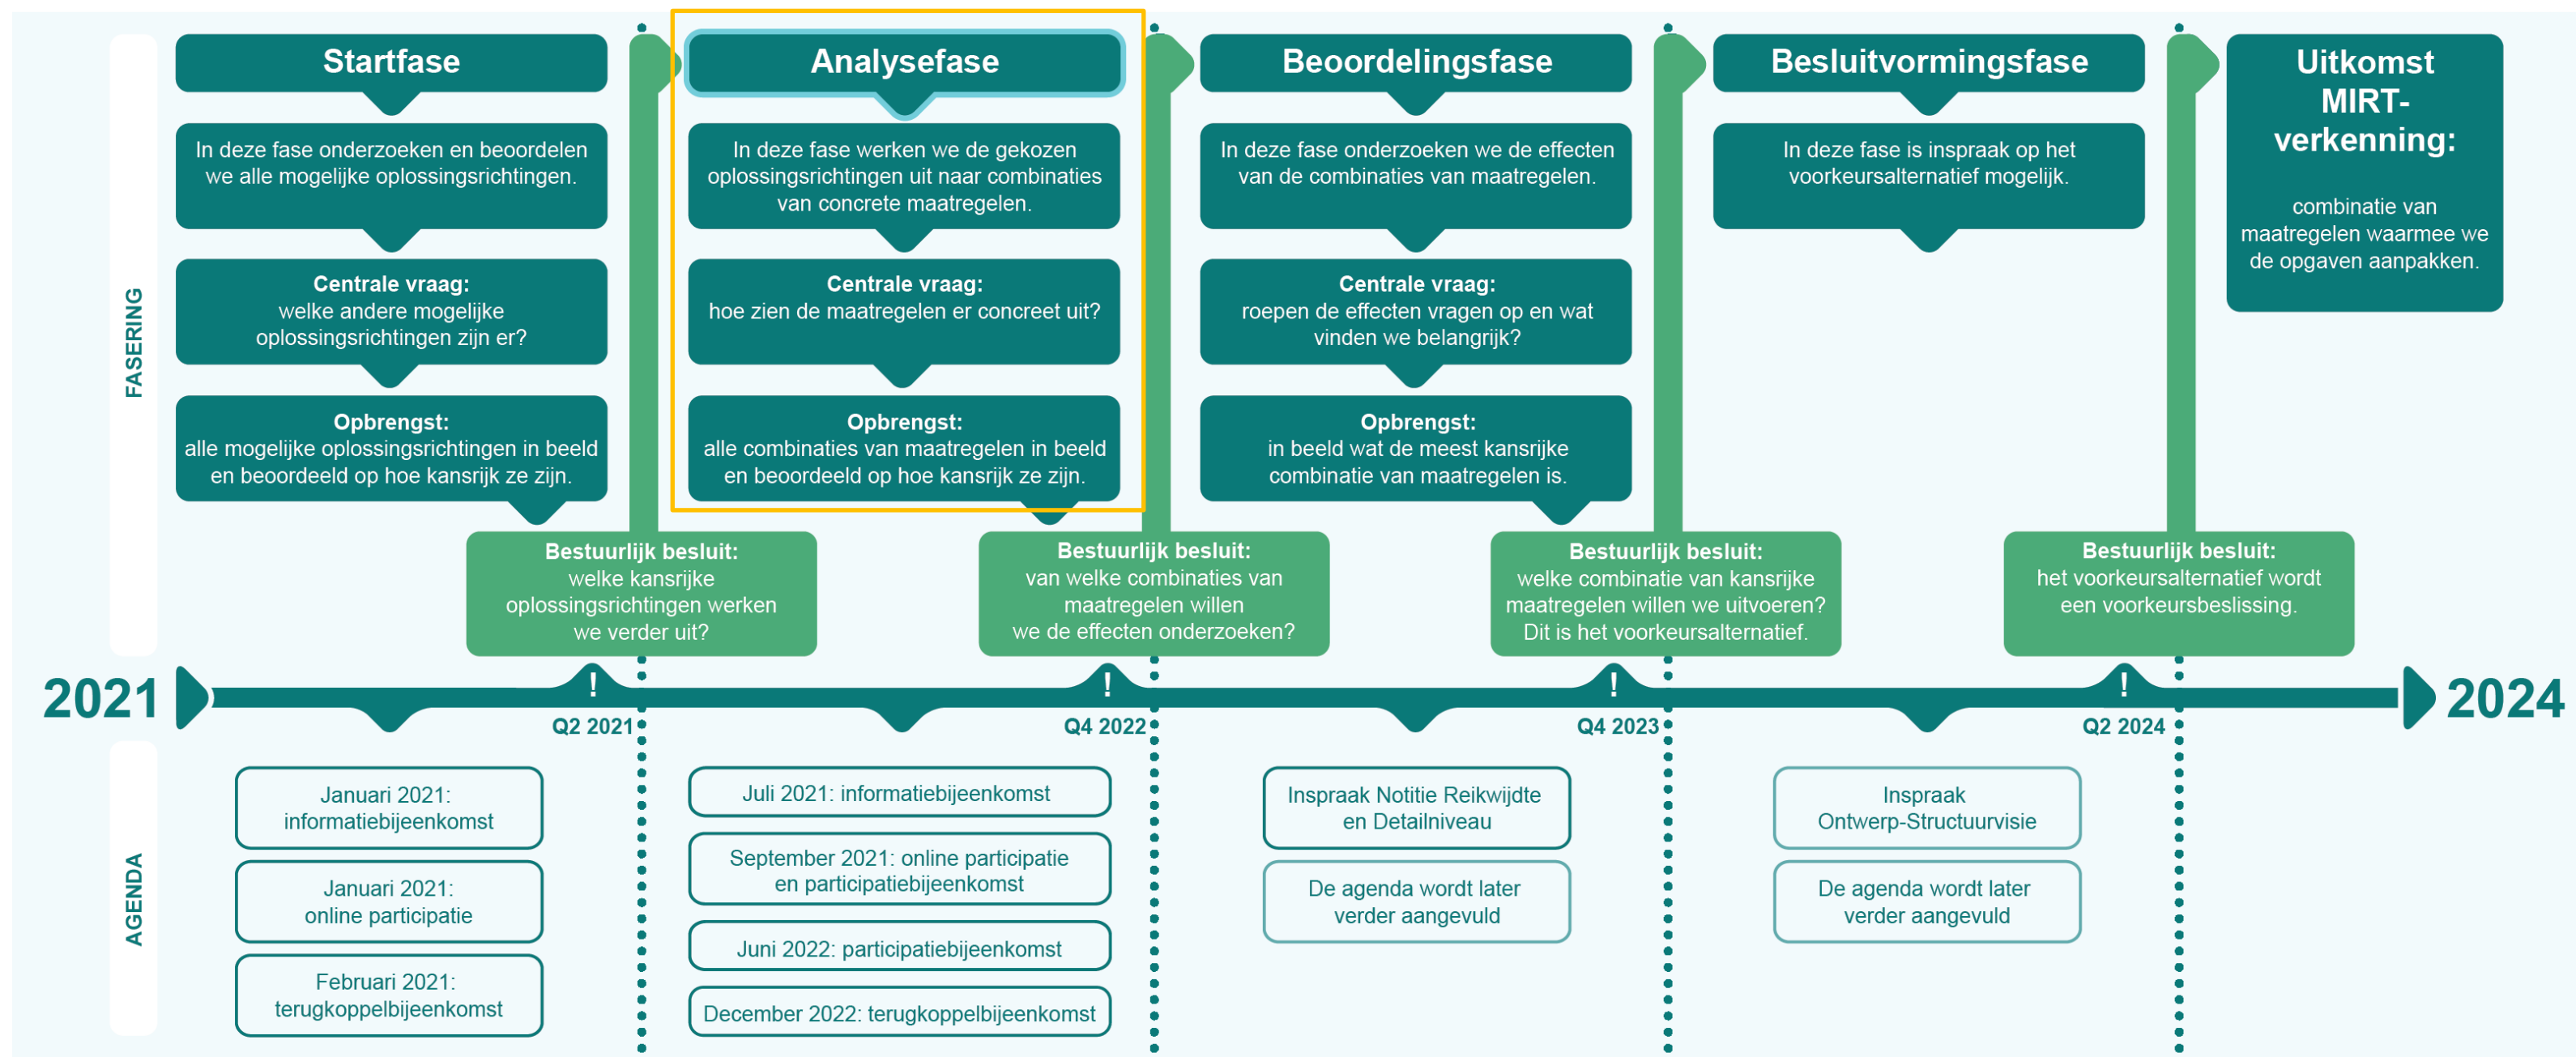 FASERING
Startfase
In deze fase onderzoeken en beoordelen
we alle mogelijke oplossingsrichtingen.
Centrale vraag:
welke andere mogelijke
oplossingsrichtingen zijn er?
Opbrengst:
alle mogelijke oplossingsrichtingen in beeld
en beoordeeld op hoe kansrijk ze zijn.
Bestuurlijk besluit:
welke kansrijke
oplossingsrichtingen werken
we verder uit?
Analysefase
In deze fase werken we de gekozen
oplossingsrichtingen uit naar combinaties
van concrete maatregelen.
Centrale vraag:
hoe zien de maatregelen er concreet uit?
Opbrengst:
alle combinaties van maatregelen in beeld
en beoordeeld op hoe kansrijk ze zijn.
Bestuurlijk besluit:
van welke combinaties van
maatregelen willen
we de effecten onderzoeken?
Beoordelingsfase
In deze fase onderzoeken we de effecten
van de combinaties van maatregelen.
Centrale vraag:
roepen de effecten vragen op en wat
vinden we belangrijk?
Opbrengst:
in beeld wat de meest kansrijke
combinatie van maatregelen is.
Bestuurlijk besluit:
welke combinatie van kansrijke
maatregelen willen we uitvoeren?
Dit is het voorkeursalternatief.
Besluitvormingsfase
In deze fase is inspraak op het
voorkeursalternatief mogelijk.
Bestuurlijk besluit:
het voorkeursalternatief wordt
een voorkeursbeslissing.
Uitkomst
MIRT-
verkenning:
combinatie van
maatregelen waarmee we
de opgaven aanpakken.
2021
!
Q2 2021
!
Q4 2022
!
Q4 2023
!
Q2 2024
2024
AGENDA
Januari 2021:
informatiebijeenkomst
Januari 2021:
online participatie
Februari 2021:
terugkoppelbijeenkomst
Juli 2021: informatiebijeenkomst
September 2021: online participatie
en participatiebijeenkomst
Juni 2022: participatiebijeenkomst
December 2022: terugkoppelbijeenkomst
Inspraak Notitie Reikwijdte
en Detailniveau
De agenda wordt later
verder aangevuld
Inspraak
Ontwerp-Structuurvisie
De agenda wordt later
verder aangevuld